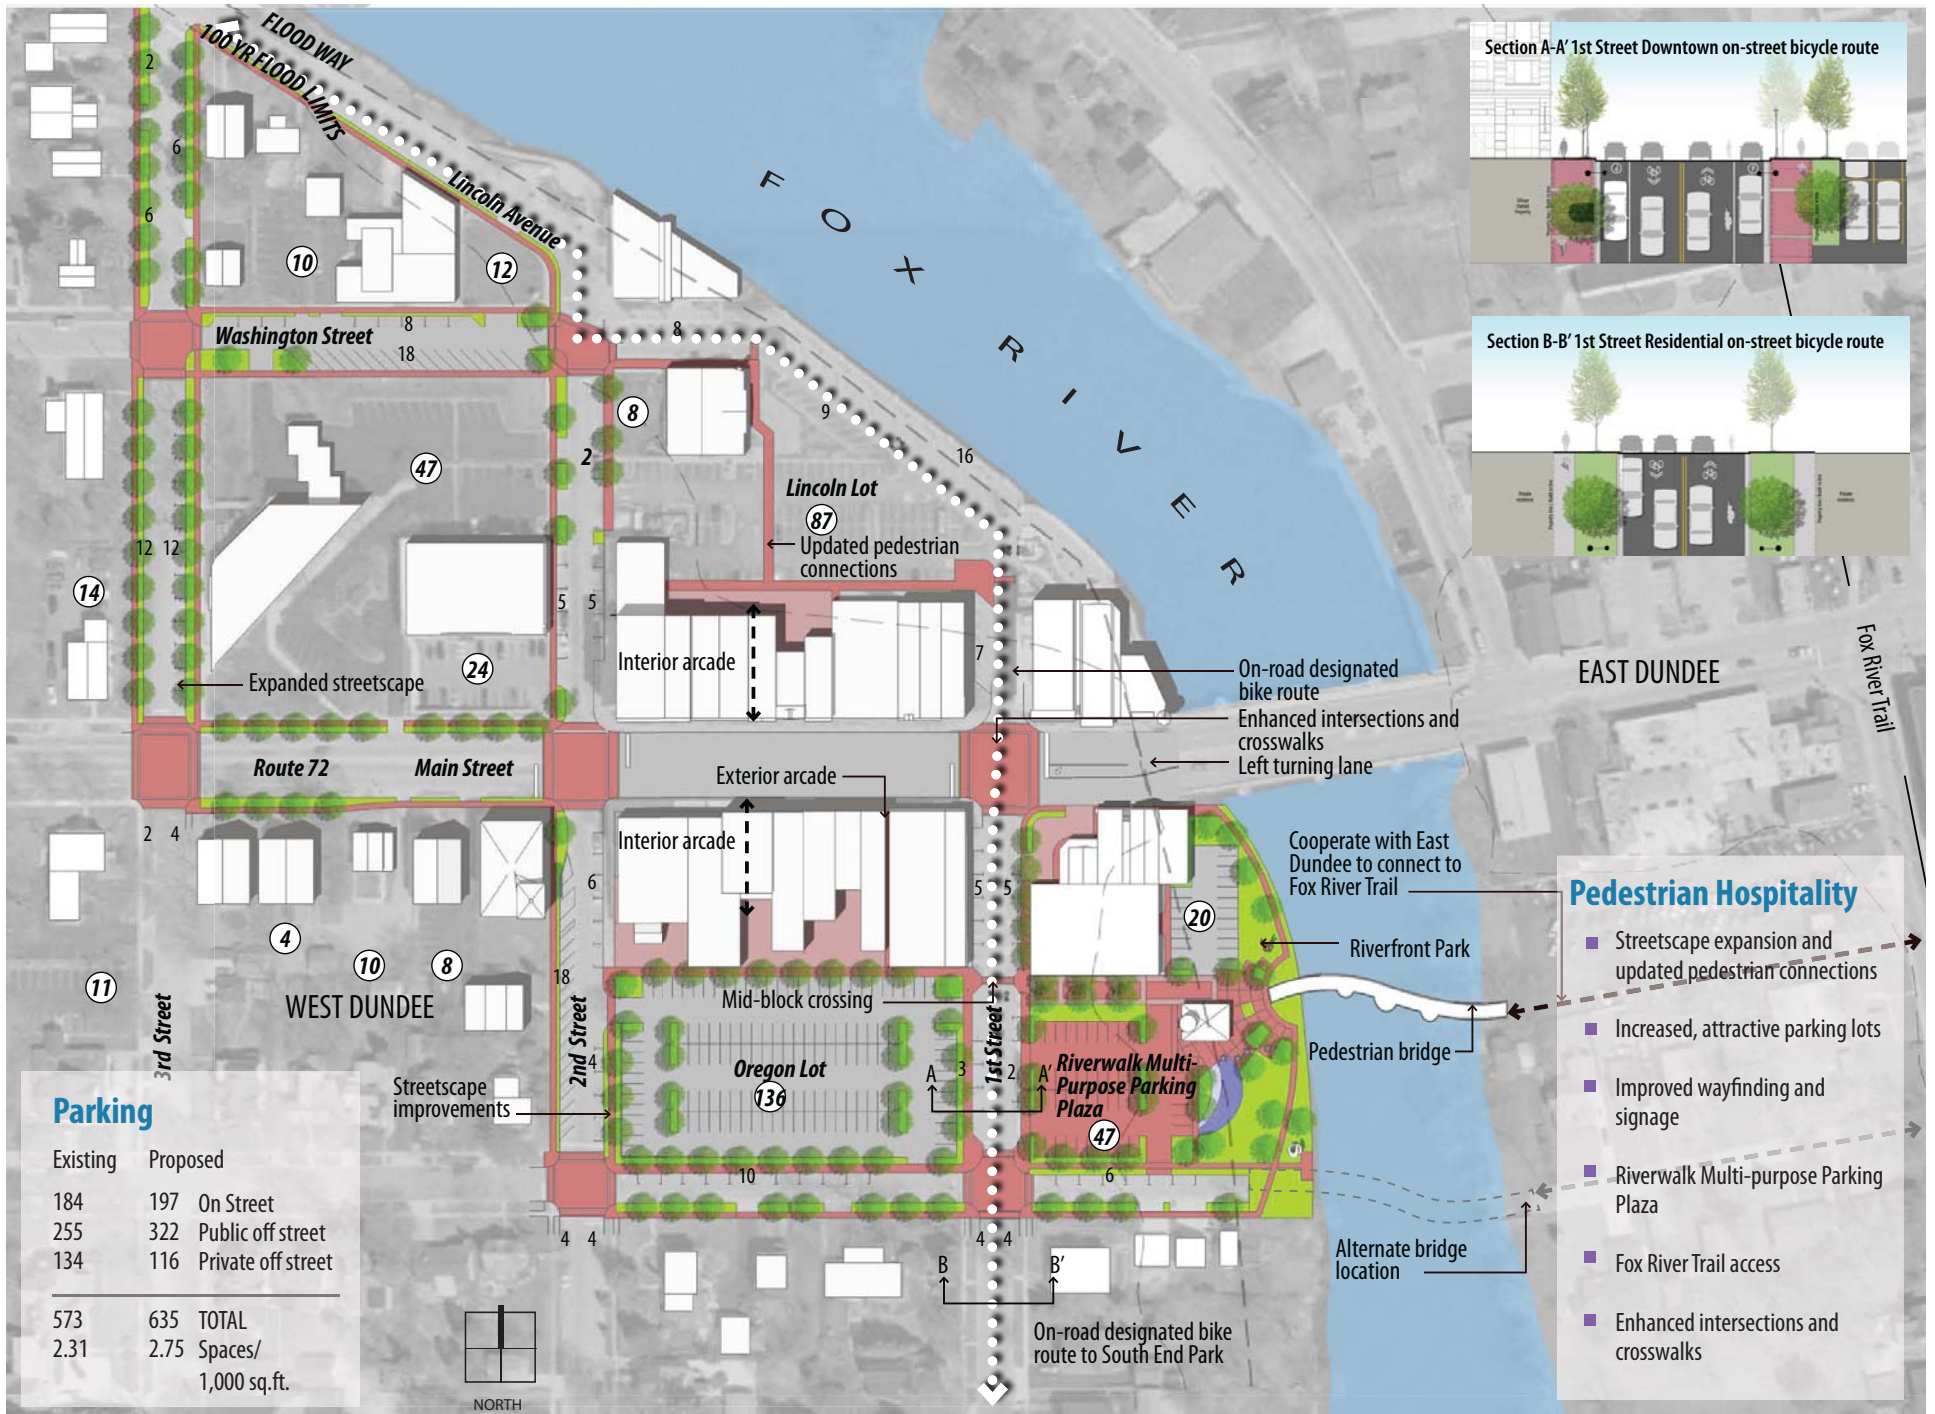 FLOOD WAY
100 YR FLOOD LIMITS
2
6
6
Lincoln Avenue
10
12
FOX RIVER
Section A-A' 1st Street Downtown on-street bicycle route
Section B-B' 1st Street Residential on-street bicycle route
Washington Street
8
18
8
8
9
16
47
2
Lincoln Lot
87
Updated pedestrian
connections
12 12
14
5 5
Interior arcade
7
24
Expanded streetscape
On-road designated
bike route
Enhanced intersections and
crosswalks
Left turning lane
EAST DUNDEE
Fox River Trail
Route 72
Main Street
Exterior arcade
Interior arcade
2 4
6
5 5
20
Cooperate with East
Dundee to connect to
Fox River Trail
Riverfront Park
4
10
8
11
WEST DUNDEE
3rd Street
18
2nd Street
Mid-block crossing
1st Street
Pedestrian bridge
4
Oregon Lot
136
3
2
A
A'
Riverwalk Multi-
Purpose Parking
Plaza
47
Streetscape
improvements
10
6
4 4
4 4
B
B'
Alternate bridge
location
On-road designated bike
route to South End Park
NORTH
Parking
Existing Proposed
184 197 On Street
255 322 Public off street
134 116 Private off street
573 635 TOTAL
2.31 2.75 Spaces/
1,000 sq.ft.
Pedestrian Hospitality
Streetscape expansion and
updated pedestrian connections
Increased, attractive parking lots
Improved wayfinding and
signage
Riverwalk Multi-purpose Parking
Plaza
Fox River Trail access
Enhanced intersections and
crosswalks